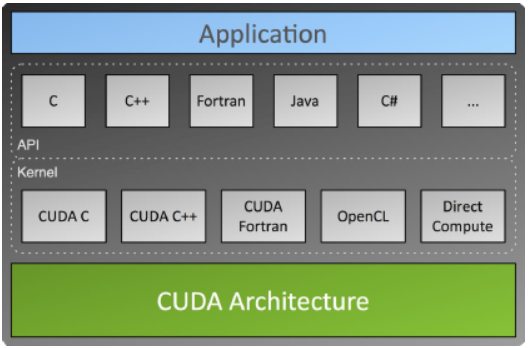 Application
C
C++
Fortran
Java
C#
...
API
Kernel
CUDA C
CUDA C++
CUDA
Fortran
OpenCL
Direct
Compute
CUDA Architecture